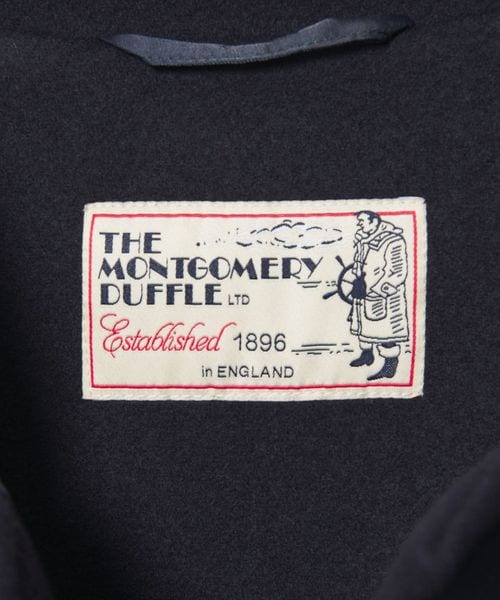 THE
MONTGOMERY
DUFFLE LTD
Established 1896
in ENGLAND